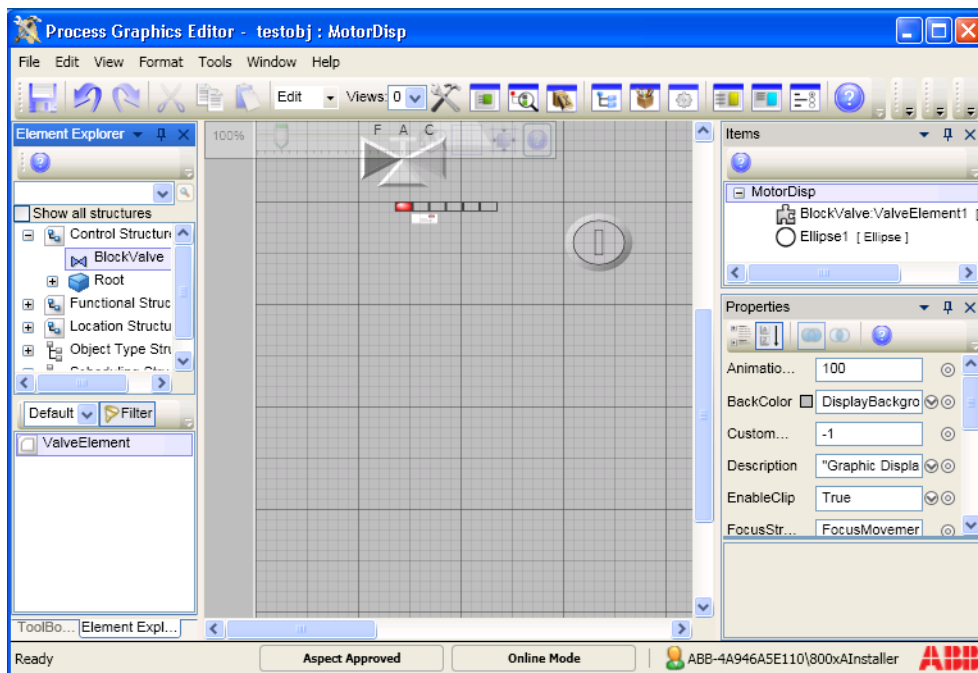 Process Graphics Editor - testobj : MotorDisp
File Edit View Format Tools Window Help
Edit Views: 0
Element Explorer
Show all structures
Control Structure
BlockValve
Root
Functional Struc
Location Structu
Object Type Stru
Default Filter
ValveElement
ToolBo... Element Expl...
100%
F A C
Items
MotorDisp
BlockValve:ValveElement1 [
Ellipse1 [ Ellipse ]
Properties
Animatio... 100
BackColor DisplayBackgro
Custom... -1
Description "Graphic Displa
EnableClip True
FocusStr... FocusMovemer
Ready Aspect Approved Online Mode ABB-4A946A5E110\800xAInstaller ABB